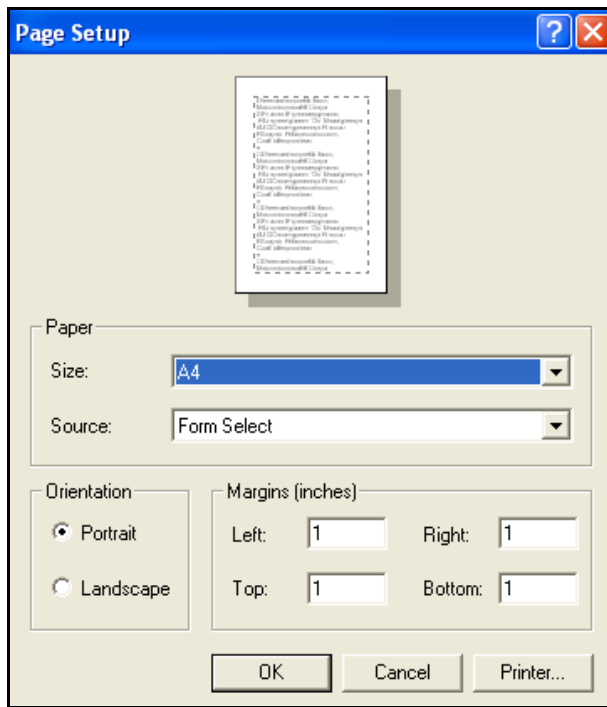 Page Setup
Paper
Size: A4
Source: Form Select
Orientation
Portrait
Landscape
Margins (inches)
Left: 1 Right: 1
Top: 1 Bottom: 1
OK Cancel Printer...